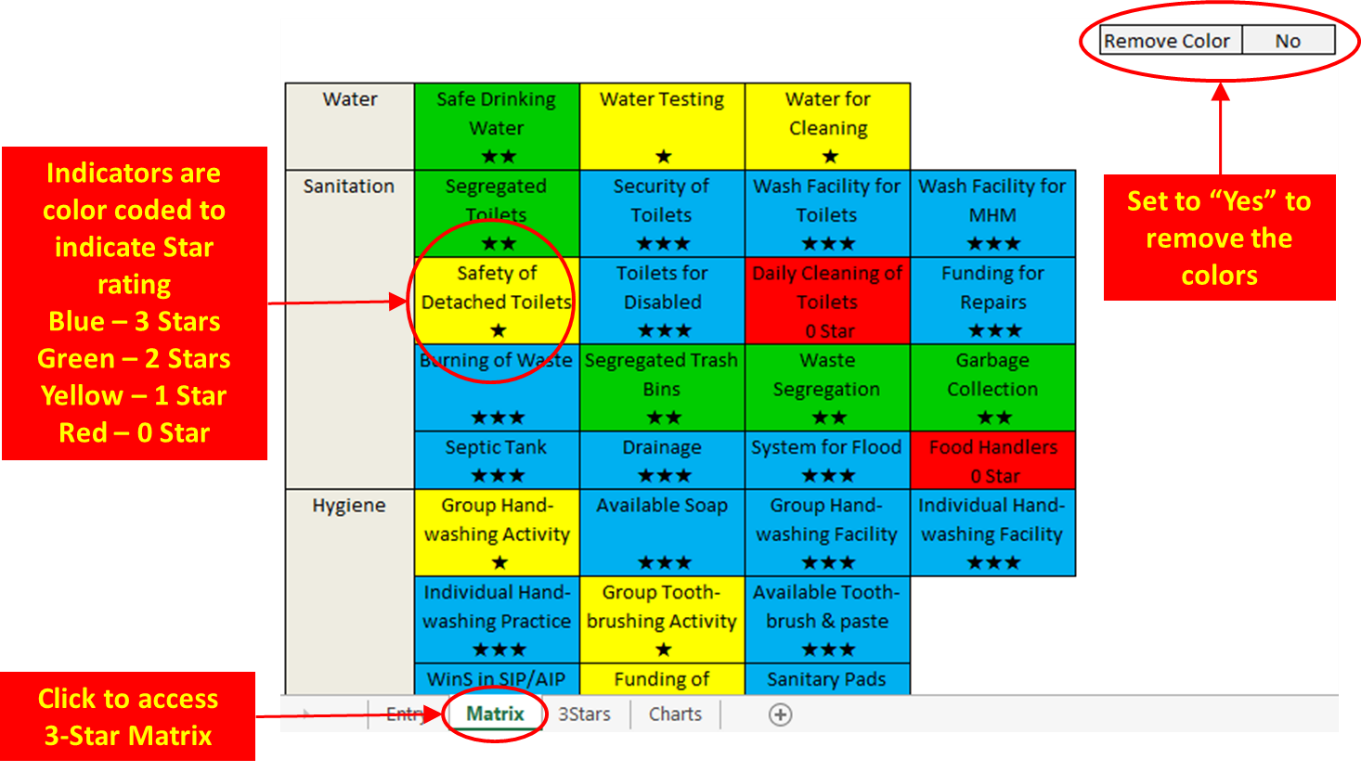 Remove Color No
Water
Safe Drinking
Water
★★
Water Testing
★
Water for
Cleaning
★
Indicators are
color coded to
indicate Star
rating
Blue – 3 Stars
Green – 2 Stars
Yellow – 1 Star
Red – 0 Star
Set to “Yes” to
remove the
colors
Sanitation
Segregated
Toilets
★★
Security of
Toilets
★★★
Wash Facility for
Toilets
★★★
Wash Facility for
MHM
★★★
Safety of
Detached Toilets
★
Toilets for
Disabled
★★★
Daily Cleaning of
Toilets
0 Star
Funding for
Repairs
★★★
Burning of Waste
★★★
Segregated Trash
Bins
★★
Waste
Segregation
★★
Garbage
Collection
★★
Septic Tank
★★★
Drainage
★★★
System for Flood
★★★
Food Handlers
0 Star
Hygiene
Group Hand-
washing Activity
★
Available Soap
★★★
Group Hand-
washing Facility
★★★
Individual Hand-
washing Facility
★★★
Individual Hand-
washing Practice
★★★
Group Tooth-
brushing Activity
★
Available Tooth-
brush & paste
★★★
WinS in SIP/AIP
Funding of
Sanitary Pads
Click to access
3-Star Matrix
Entry Matrix 3Stars Charts